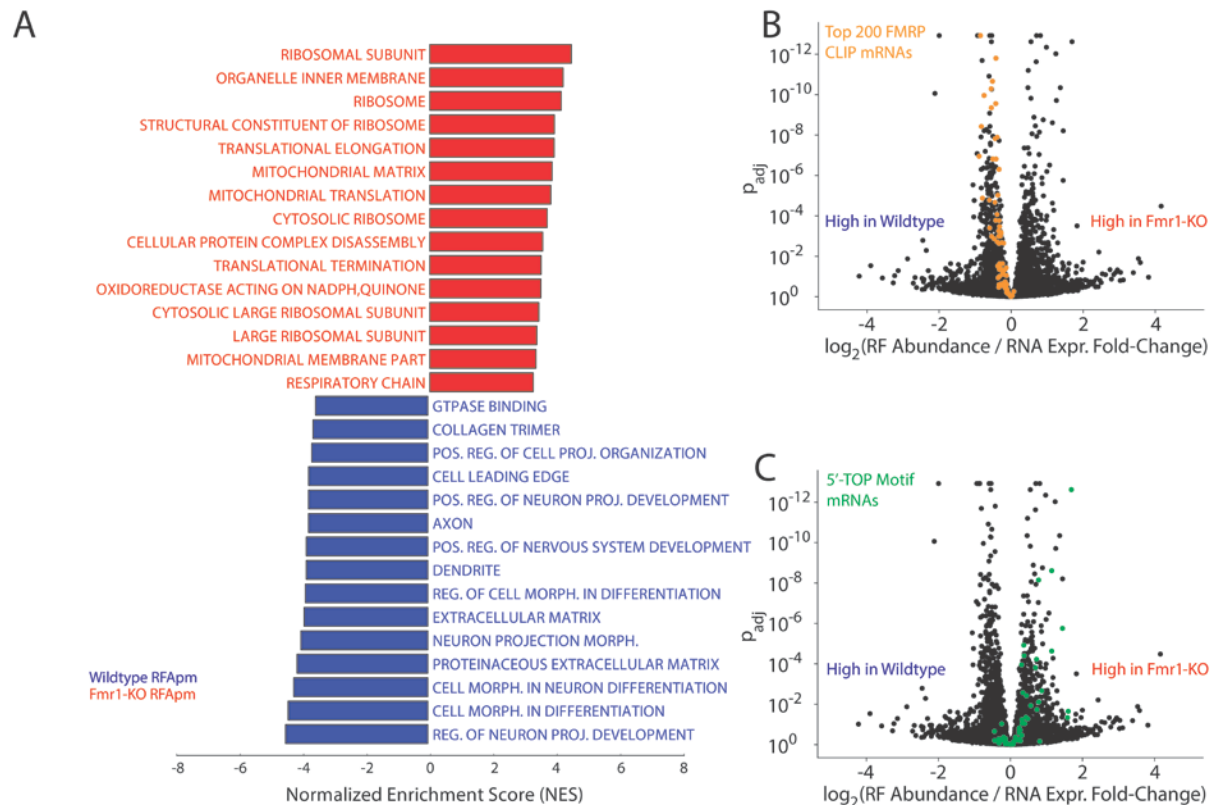 A
RIBOSOMAL SUBUNIT
ORGANELLE INNER MEMBRANE
RIBOSOME
STRUCTURAL CONSTITUENT OF RIBOSOME
TRANSLATIONAL ELONGATION
MITOCHONDRIAL MATRIX
MITOCHONDRIAL TRANSLATION
CYTOSOLIC RIBOSOME
CELLULAR PROTEIN COMPLEX DISASSEMBLY
TRANSLATIONAL TERMINATION
OXIDOREDUCTASE ACTING ON NADPH,QUINONE
CYTOSOLIC LARGE RIBOSOMAL SUBUNIT
LARGE RIBOSOMAL SUBUNIT
MITOCHONDRIAL MEMBRANE PART
RESPIRATORY CHAIN
GTPASE BINDING
COLLAGEN TRIMER
POS. REG. OF CELL PROJ. ORGANIZATION
CELL LEADING EDGE
POS. REG. OF NEURON PROJ. DEVELOPMENT
AXON
POS. REG. OF NERVOUS SYSTEM DEVELOPMENT
DENDRITE
REG. OF CELL MORPH. IN DIFFERENTIATION
EXTRACELLULAR MATRIX
NEURON PROJECTION MORPH.
PROTEINACEOUS EXTRACELLULAR MATRIX
CELL MORPH. IN NEURON DIFFERENTIATION
CELL MORPH. IN DIFFERENTIATION
REG. OF NEURON PROJ. DEVELOPMENT
Wildtype RFApm
Fmr1-KO RFApm
-8 -6 -4 -2 0 2 4 6 8
Normalized Enrichment Score (NES)
B
Top 200 FMRP
CLIP mRNAs
10-12
10-10
10-8
10-6
10-4
10-2
100
padj
High in Wildtype
High in Fmr1-KO
-4 -2 0 2 4
log2(RF Abundance / RNA Expr. Fold-Change)
C
5'-TOP Motif
mRNAs
10-12
10-10
10-8
10-6
10-4
10-2
100
padj
High in Wildtype
High in Fmr1-KO
-4 -2 0 2 4
log2(RF Abundance / RNA Expr. Fold-Change)